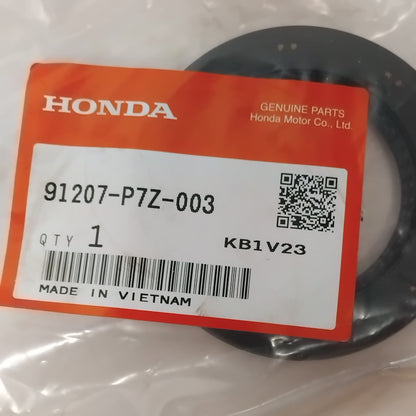 HONDA
GENUINE PARTS
Honda Motor Co., Ltd.
91207-P7Z-003
QTY 1
KB1V23
MADE IN VIETNAM